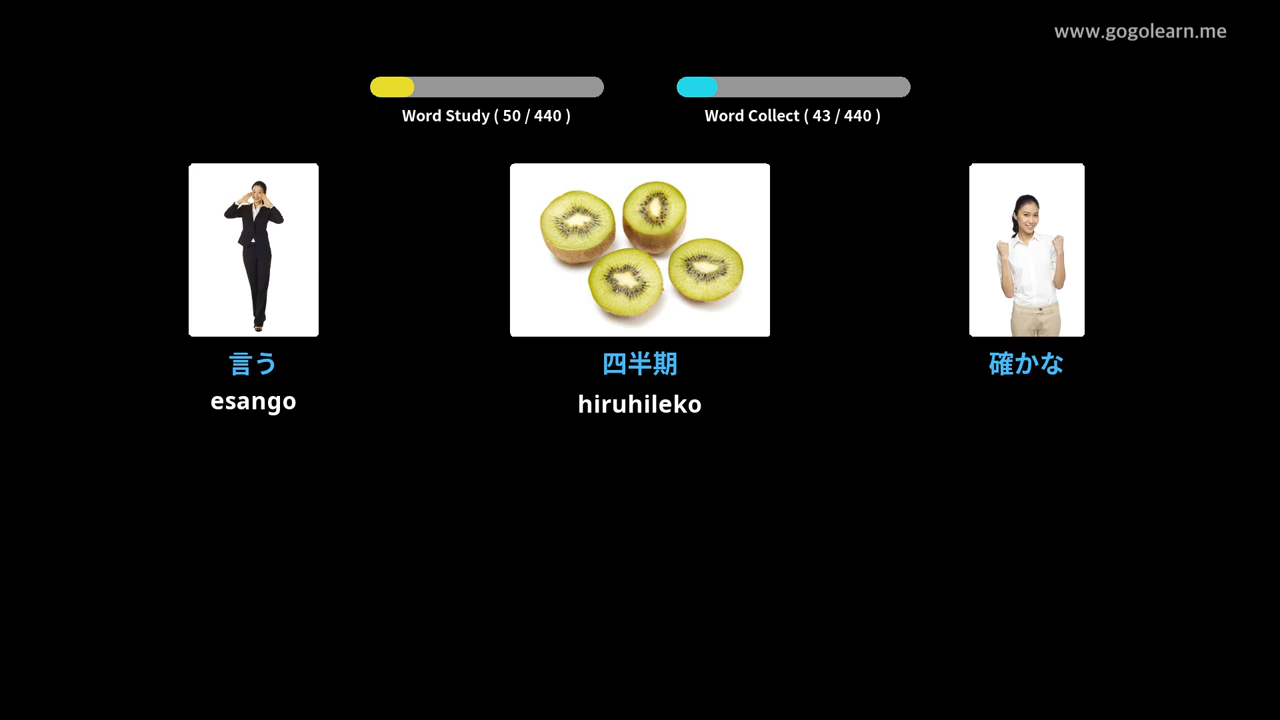 www.gogolearn.me
Word Study ( 50 / 440 )
Word Collect ( 43 / 440 )
言う
四半期
確かな
esango
hiruhileko